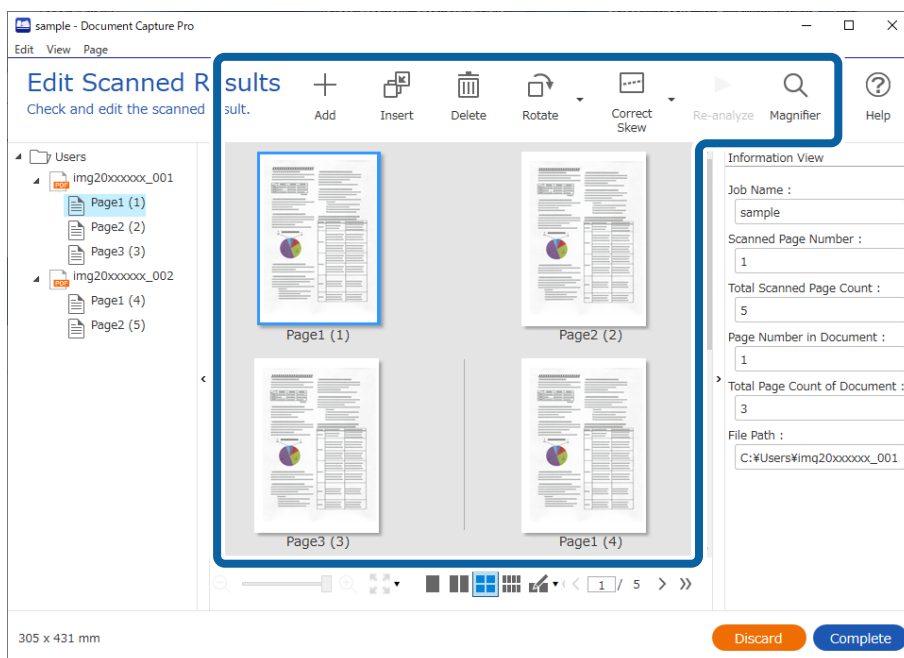 sample - Document Capture Pro
Edit View Page
Edit Scanned Results
Check and edit the scanned sult.
Add
Insert
Delete
Rotate
Correct Skew
Re-analyze
Magnifier
Help
Users
img20xxxxxx_001
PDF
Page1 (1)
Page2 (2)
Page3 (3)
img20xxxxxx_002
PDF
Page1 (4)
Page2 (5)
Page1 (1)
Page2 (2)
Page3 (3)
Page1 (4)
Information View
Job Name :
sample
Scanned Page Number :
1
Total Scanned Page Count :
5
Page Number in Document :
1
Total Page Count of Document :
3
File Path :
C:¥Users¥img20xxxxxx_001
1 / 5
305 x 431 mm
Discard
Complete